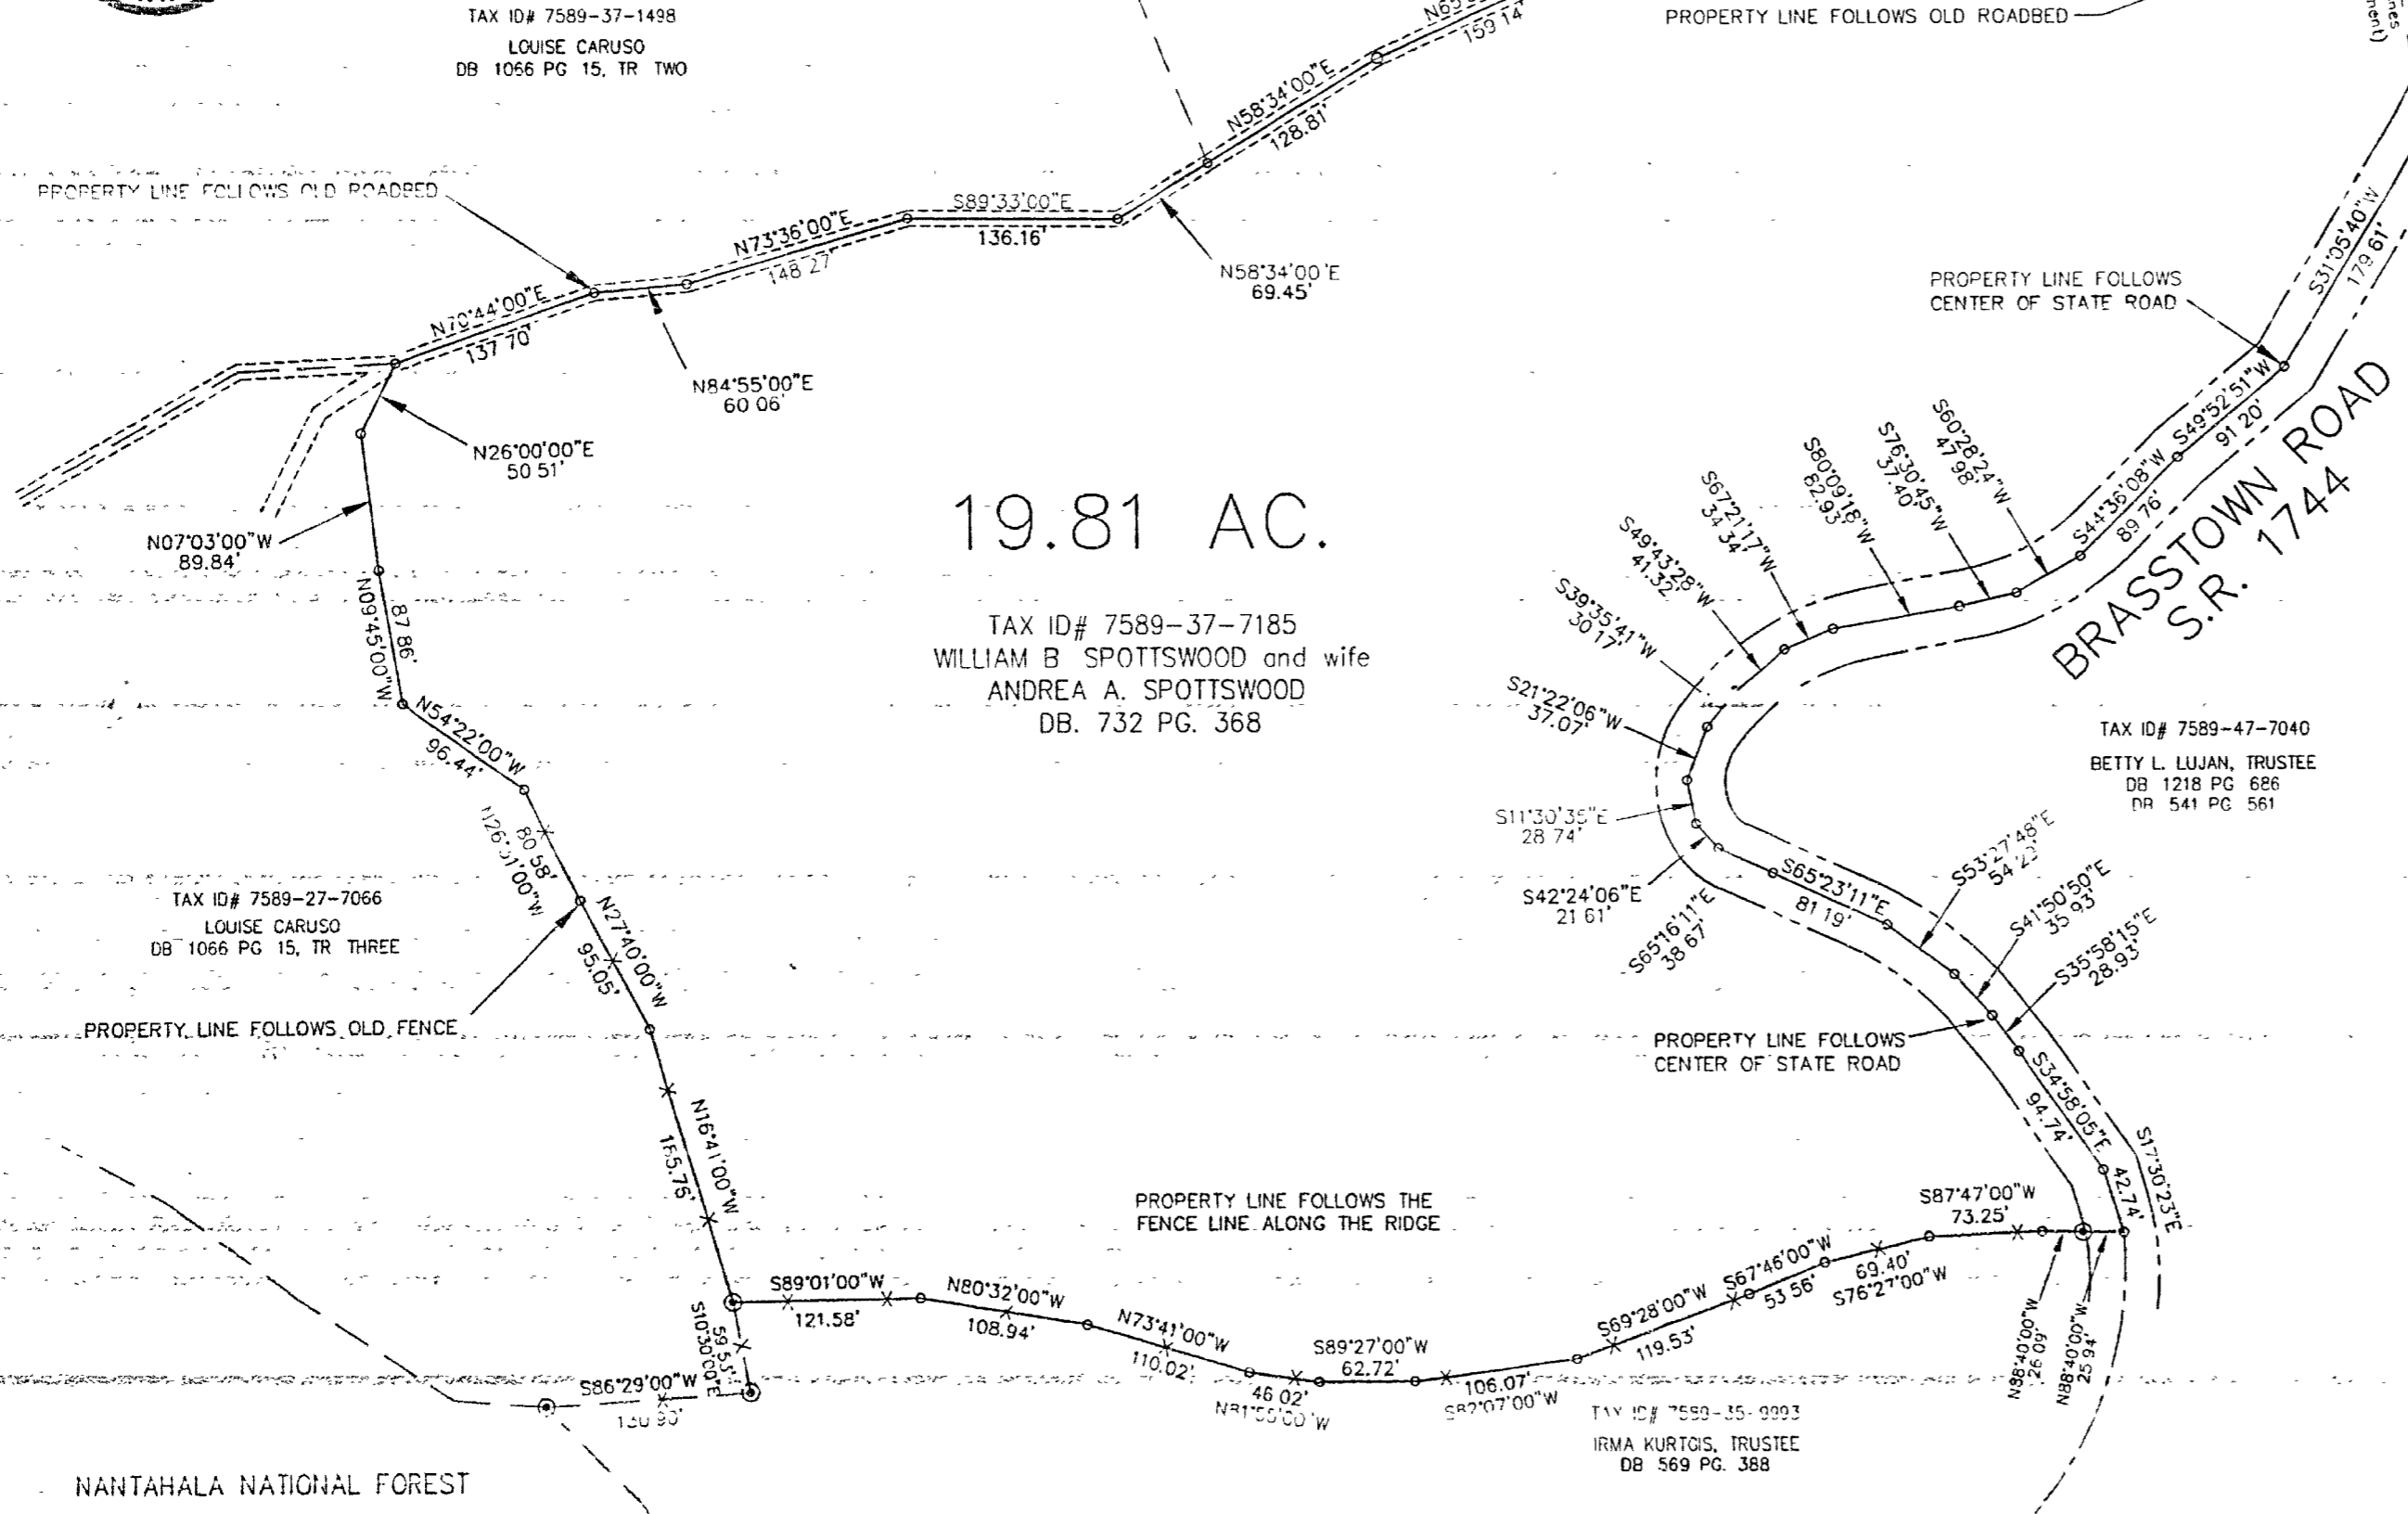 TAX ID# 7589-37-1498
LOUISE CARUSO
DB 1066 PG 15, TR TWO
159 14'
PROPERTY LINE FOLLOWS OLD ROADBED
N58°34'00"E
128.81'
PROPERTY LINE FOLLOWS OLD ROADBED
S89°33'00"E
136.16'
N73°36'00"E
148 27'
N58°34'00"E
69.45'
N70°44'00"E
137 70'
N84°55'00"E
60 06'
N26°00'00"E
50 51'
N07°03'00"W
89.84'
N09°45'00"W
87 86'
N54°22'00"W
96.44'
80 58'
N27°40'00"W
95.05'
TAX ID# 7589-27-7066
LOUISE CARUSO
DB 1066 PG 15, TR THREE
PROPERTY LINE FOLLOWS OLD FENCE
N16°41'00"W
165.75'
19.81 AC.
TAX ID# 7589-37-7185
WILLIAM B SPOTTSWOOD and wife
ANDREA A. SPOTTSWOOD
DB. 732 PG. 368
S31°05'40"W
179 61'
PROPERTY LINE FOLLOWS
CENTER OF STATE ROAD
S49°52'51"W
91 20'
S44°36'08"W
89 76'
S60°28'24"W
47 98'
S76°30'45"W
37.40'
S80°09'18"W
82.93'
S67°21'17"W
34 34'
S49°43'28"W
41.32'
S39°35'41"W
30 17'
S21°22'06"W
37.07'
S11°30'35"E
28 74'
S42°24'06"E
21 61'
S65°16'11"E
38 67'
S65°23'11"E
81 19'
S53°27'48"E
S41°50'50"E
35 93'
S35°58'15"E
28.93'
S34°58'05"E
94.74'
S17°30'23"E
42.74'
BRASSTOWN ROAD
S.R. 1744
TAX ID# 7589-47-7040
BETTY L. LUJAN, TRUSTEE
DB 1218 PG 686
DB 541 PG 561
PROPERTY LINE FOLLOWS
CENTER OF STATE ROAD
PROPERTY LINE FOLLOWS THE
FENCE LINE ALONG THE RIDGE
S87°47'00"W
73.25'
N88°40'00"W
26 09'
N88°40'00"W
25 94'
69.40'
S76°27'00"W
S67°46'00"W
53 56'
S69°28'00"W
119.53'
106.07'
S82°07'00"W
S89°27'00"W
62.72'
46 02'
N73°41'00"W
110.02'
N80°32'00"W
108.94'
S89°01'00"W
121.58'
S10°30'00"E
S86°29'00"W
IRMA KURTGIS, TRUSTEE
DB 569 PG. 388
NANTAHALA NATIONAL FOREST